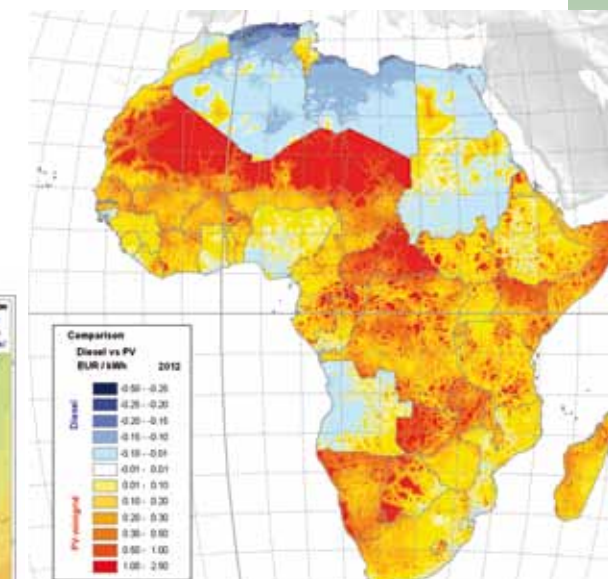 Comparison
Diesel vs PV
EUR / kWh 2012
Diesel
-0.50 - -0.25
-0.25 - -0.20
-0.20 - -0.15
-0.15 - -0.10
-0.10 - -0.01
-0.01 - 0.01
PV minigrid
0.01 - 0.10
0.10 - 0.20
0.20 - 0.30
0.30 - 0.50
0.50 - 1.00
1.00 - 2.50